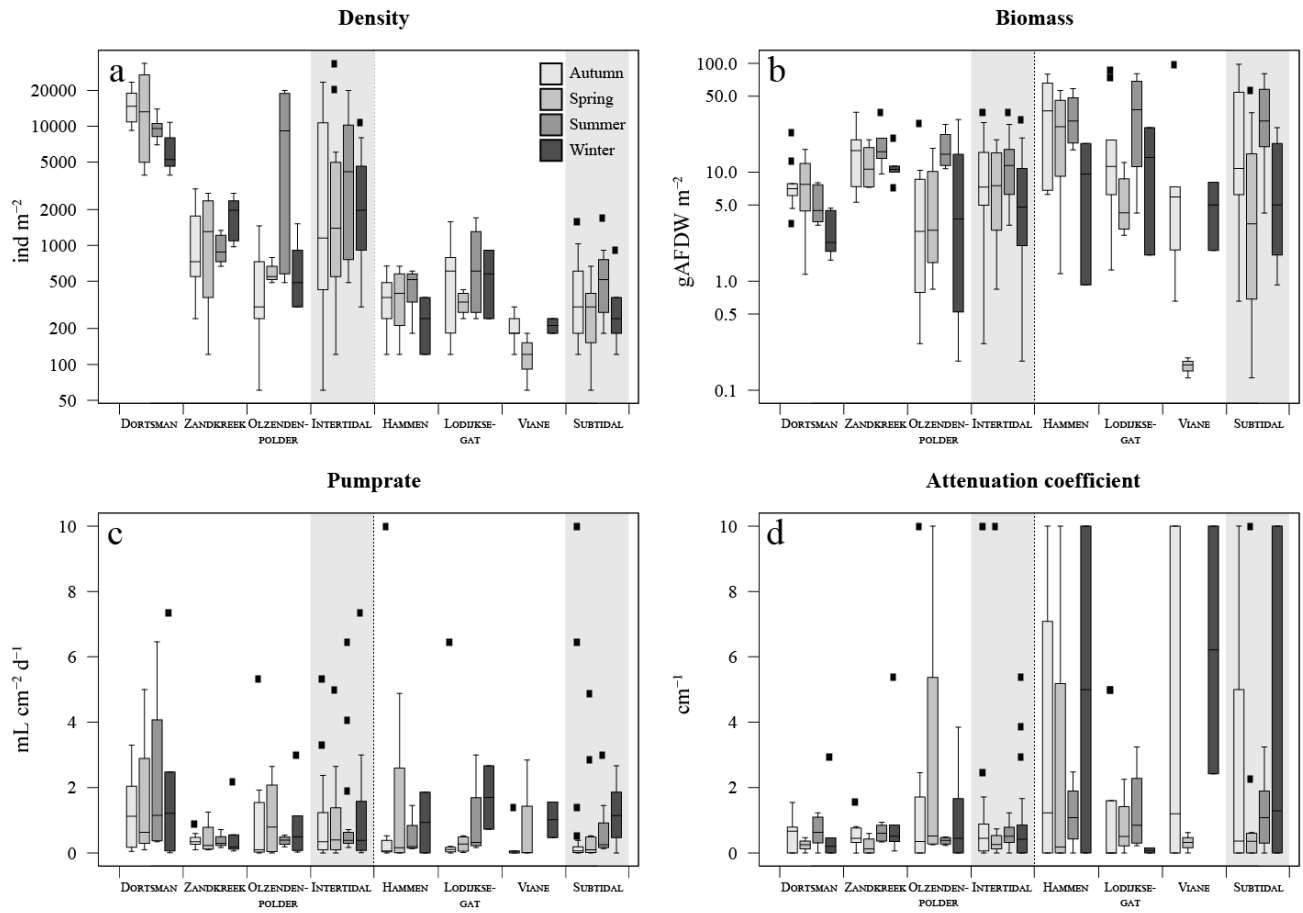 Density
a
Autumn
Spring
Summer
Winter
ind m⁻²
20000
10000
5000
2000
1000
500
200
100
50
Dortsman Zandkreek Olzenden- Intertidal Hammen Lodijkse- Viane Subtidal
polder gat
Biomass
b
gAFDW m⁻²
100.0
50.0
10.0
5.0
1.0
0.5
0.1
Dortsman Zandkreek Olzenden- Intertidal Hammen Lodijkse- Viane Subtidal
polder gat
Pumprate
c
mL cm⁻² d⁻¹
10
8
6
4
2
0
Dortsman Zandkreek Olzenden- Intertidal Hammen Lodijkse- Viane Subtidal
polder gat
Attenuation coefficient
d
cm⁻¹
10
8
6
4
2
0
Dortsman Zandkreek Olzenden- Intertidal Hammen Lodijkse- Viane Subtidal
polder gat